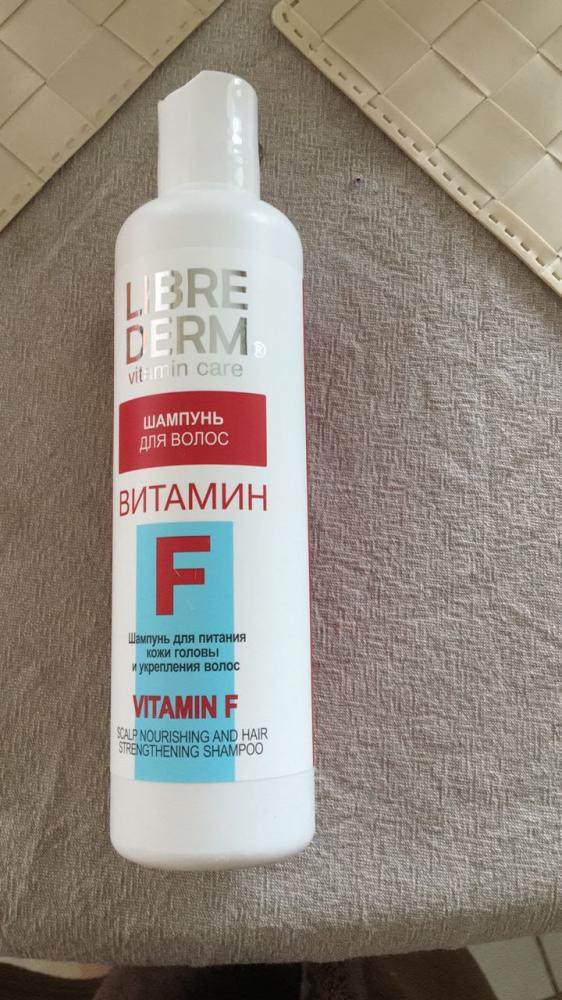 LIBRE
DERM®
vitamin care
ШАМПУНЬ
ДЛЯ ВОЛОС
ВИТАМИН
F
Шампунь для питания
кожи головы
и укрепления волос
VITAMIN F
SCALP NOURISHING AND HAIR
STRENGTHENING SHAMPOO